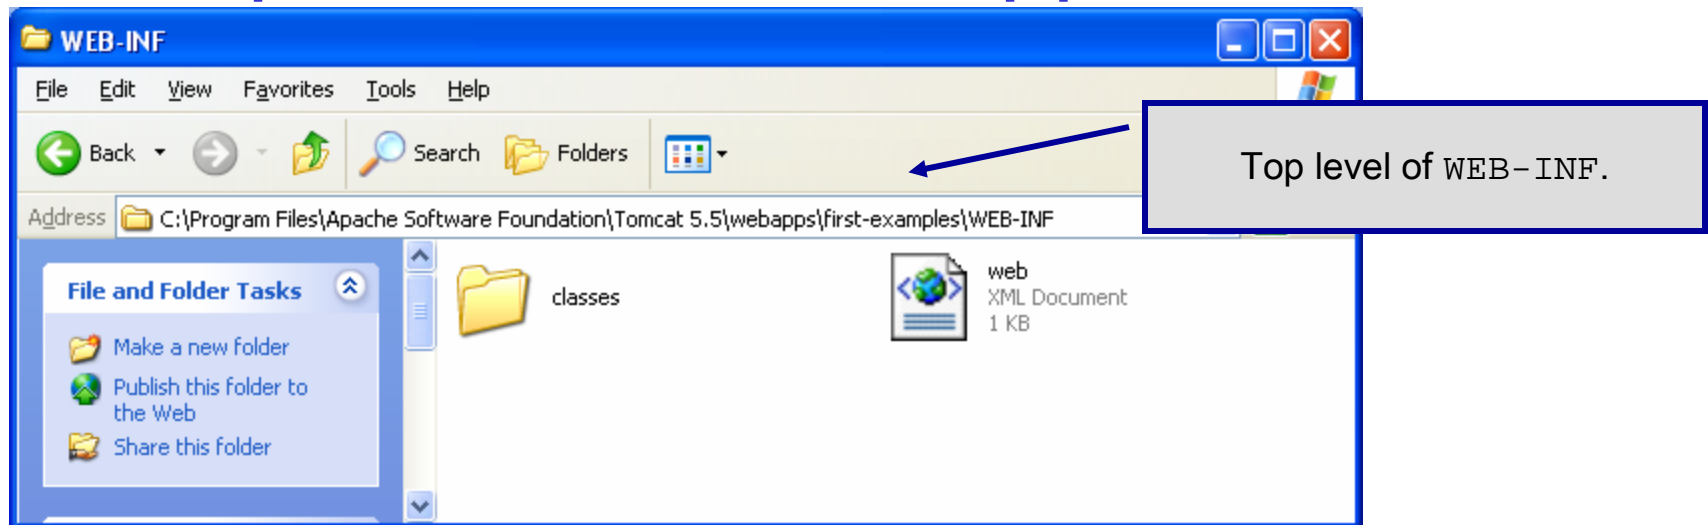 WEB-INF
File Edit View Favorites Tools Help
Back Search Folders
Top level of WEB-INF.
Address C:\Program Files\Apache Software Foundation\Tomcat 5.5\webapps\first-examples\WEB-INF
File and Folder Tasks
Make a new folder
Publish this folder to
the Web
Share this folder
classes
web
XML Document
1 KB